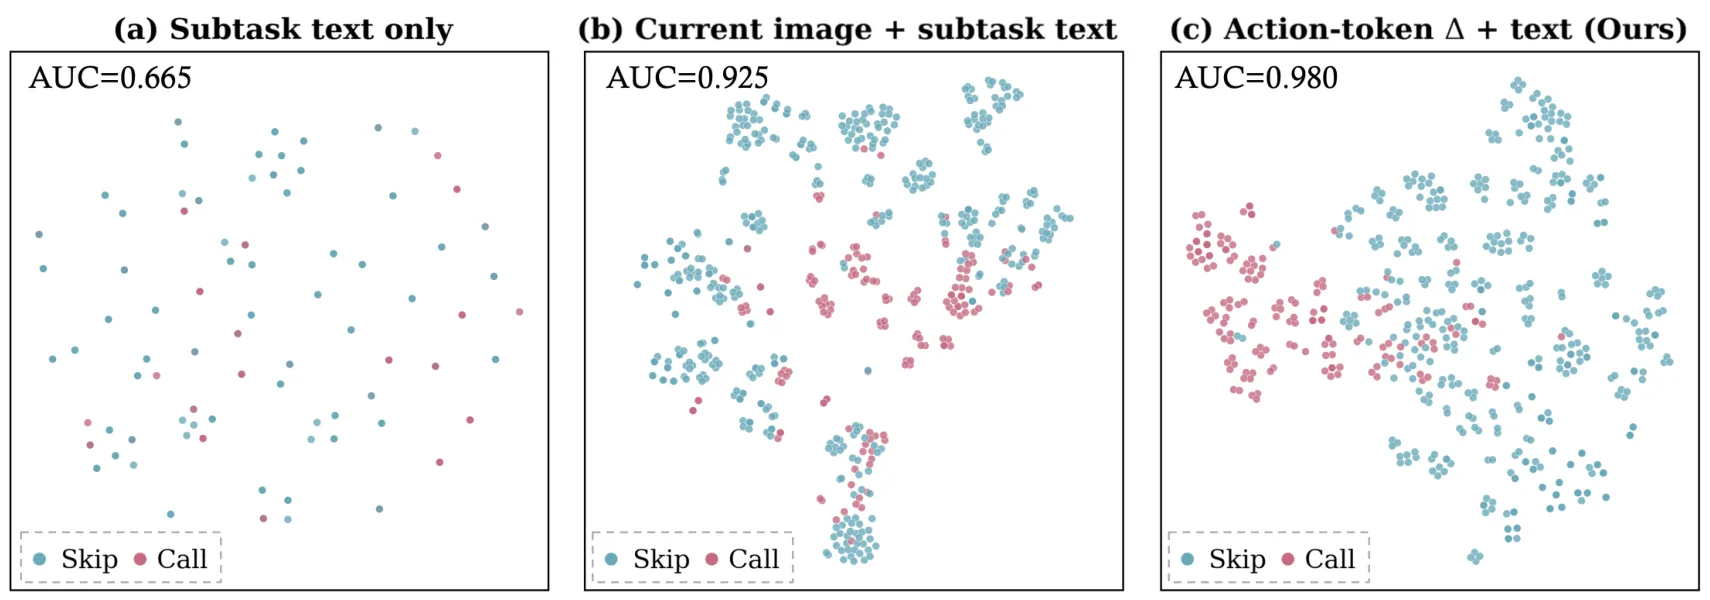 (a) Subtask text only
AUC=0.665
Skip Call
(b) Current image + subtask text
AUC=0.925
Skip Call
(c) Action-token Δ + text (Ours)
AUC=0.980
Skip Call